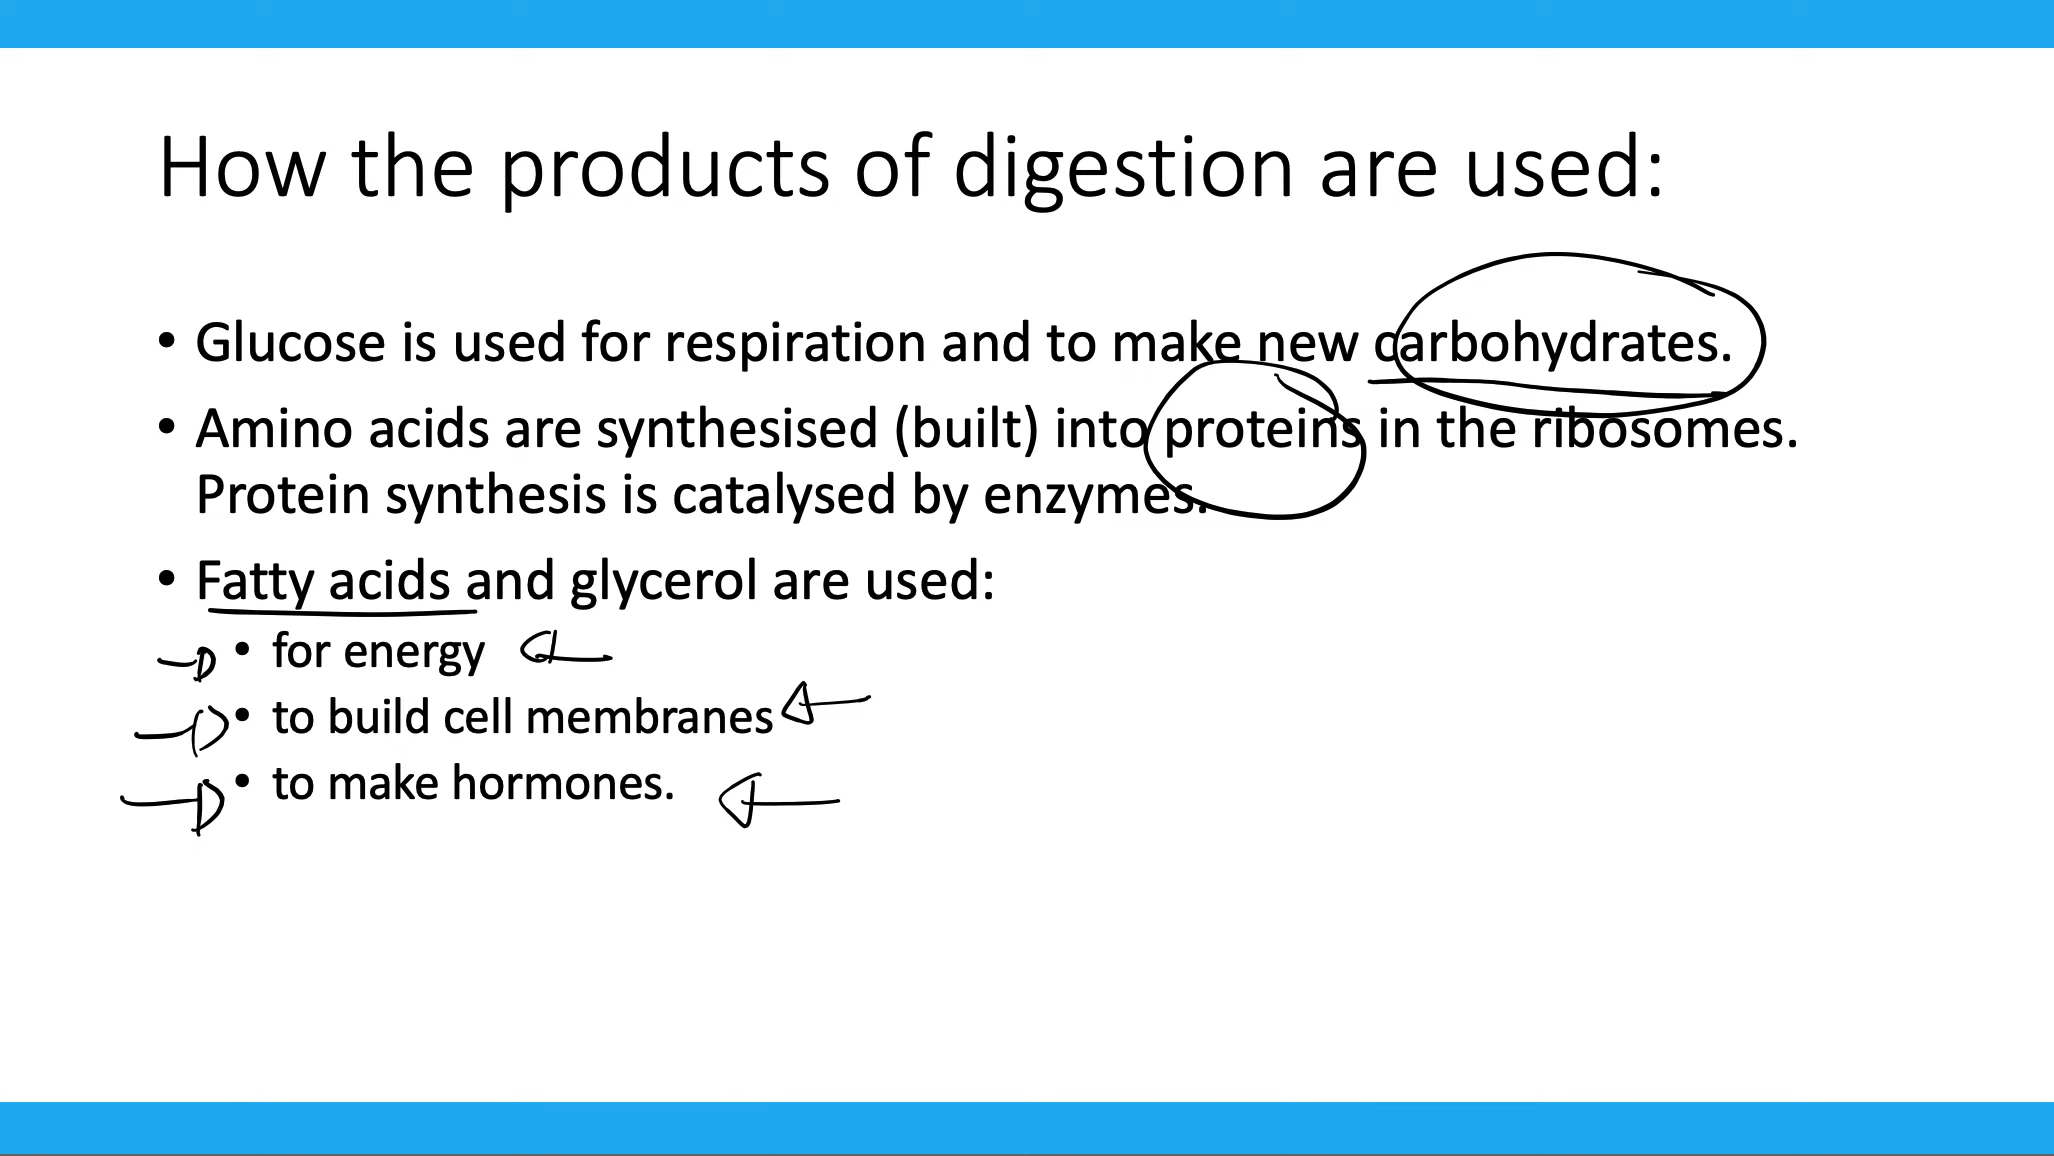 How the products of digestion are used:
• Glucose is used for respiration and to make new carbohydrates.
• Amino acids are synthesised (built) into proteins in the ribosomes.
Protein synthesis is catalysed by enzymes.
• Fatty acids and glycerol are used:
• for energy
• to build cell membranes
• to make hormones.